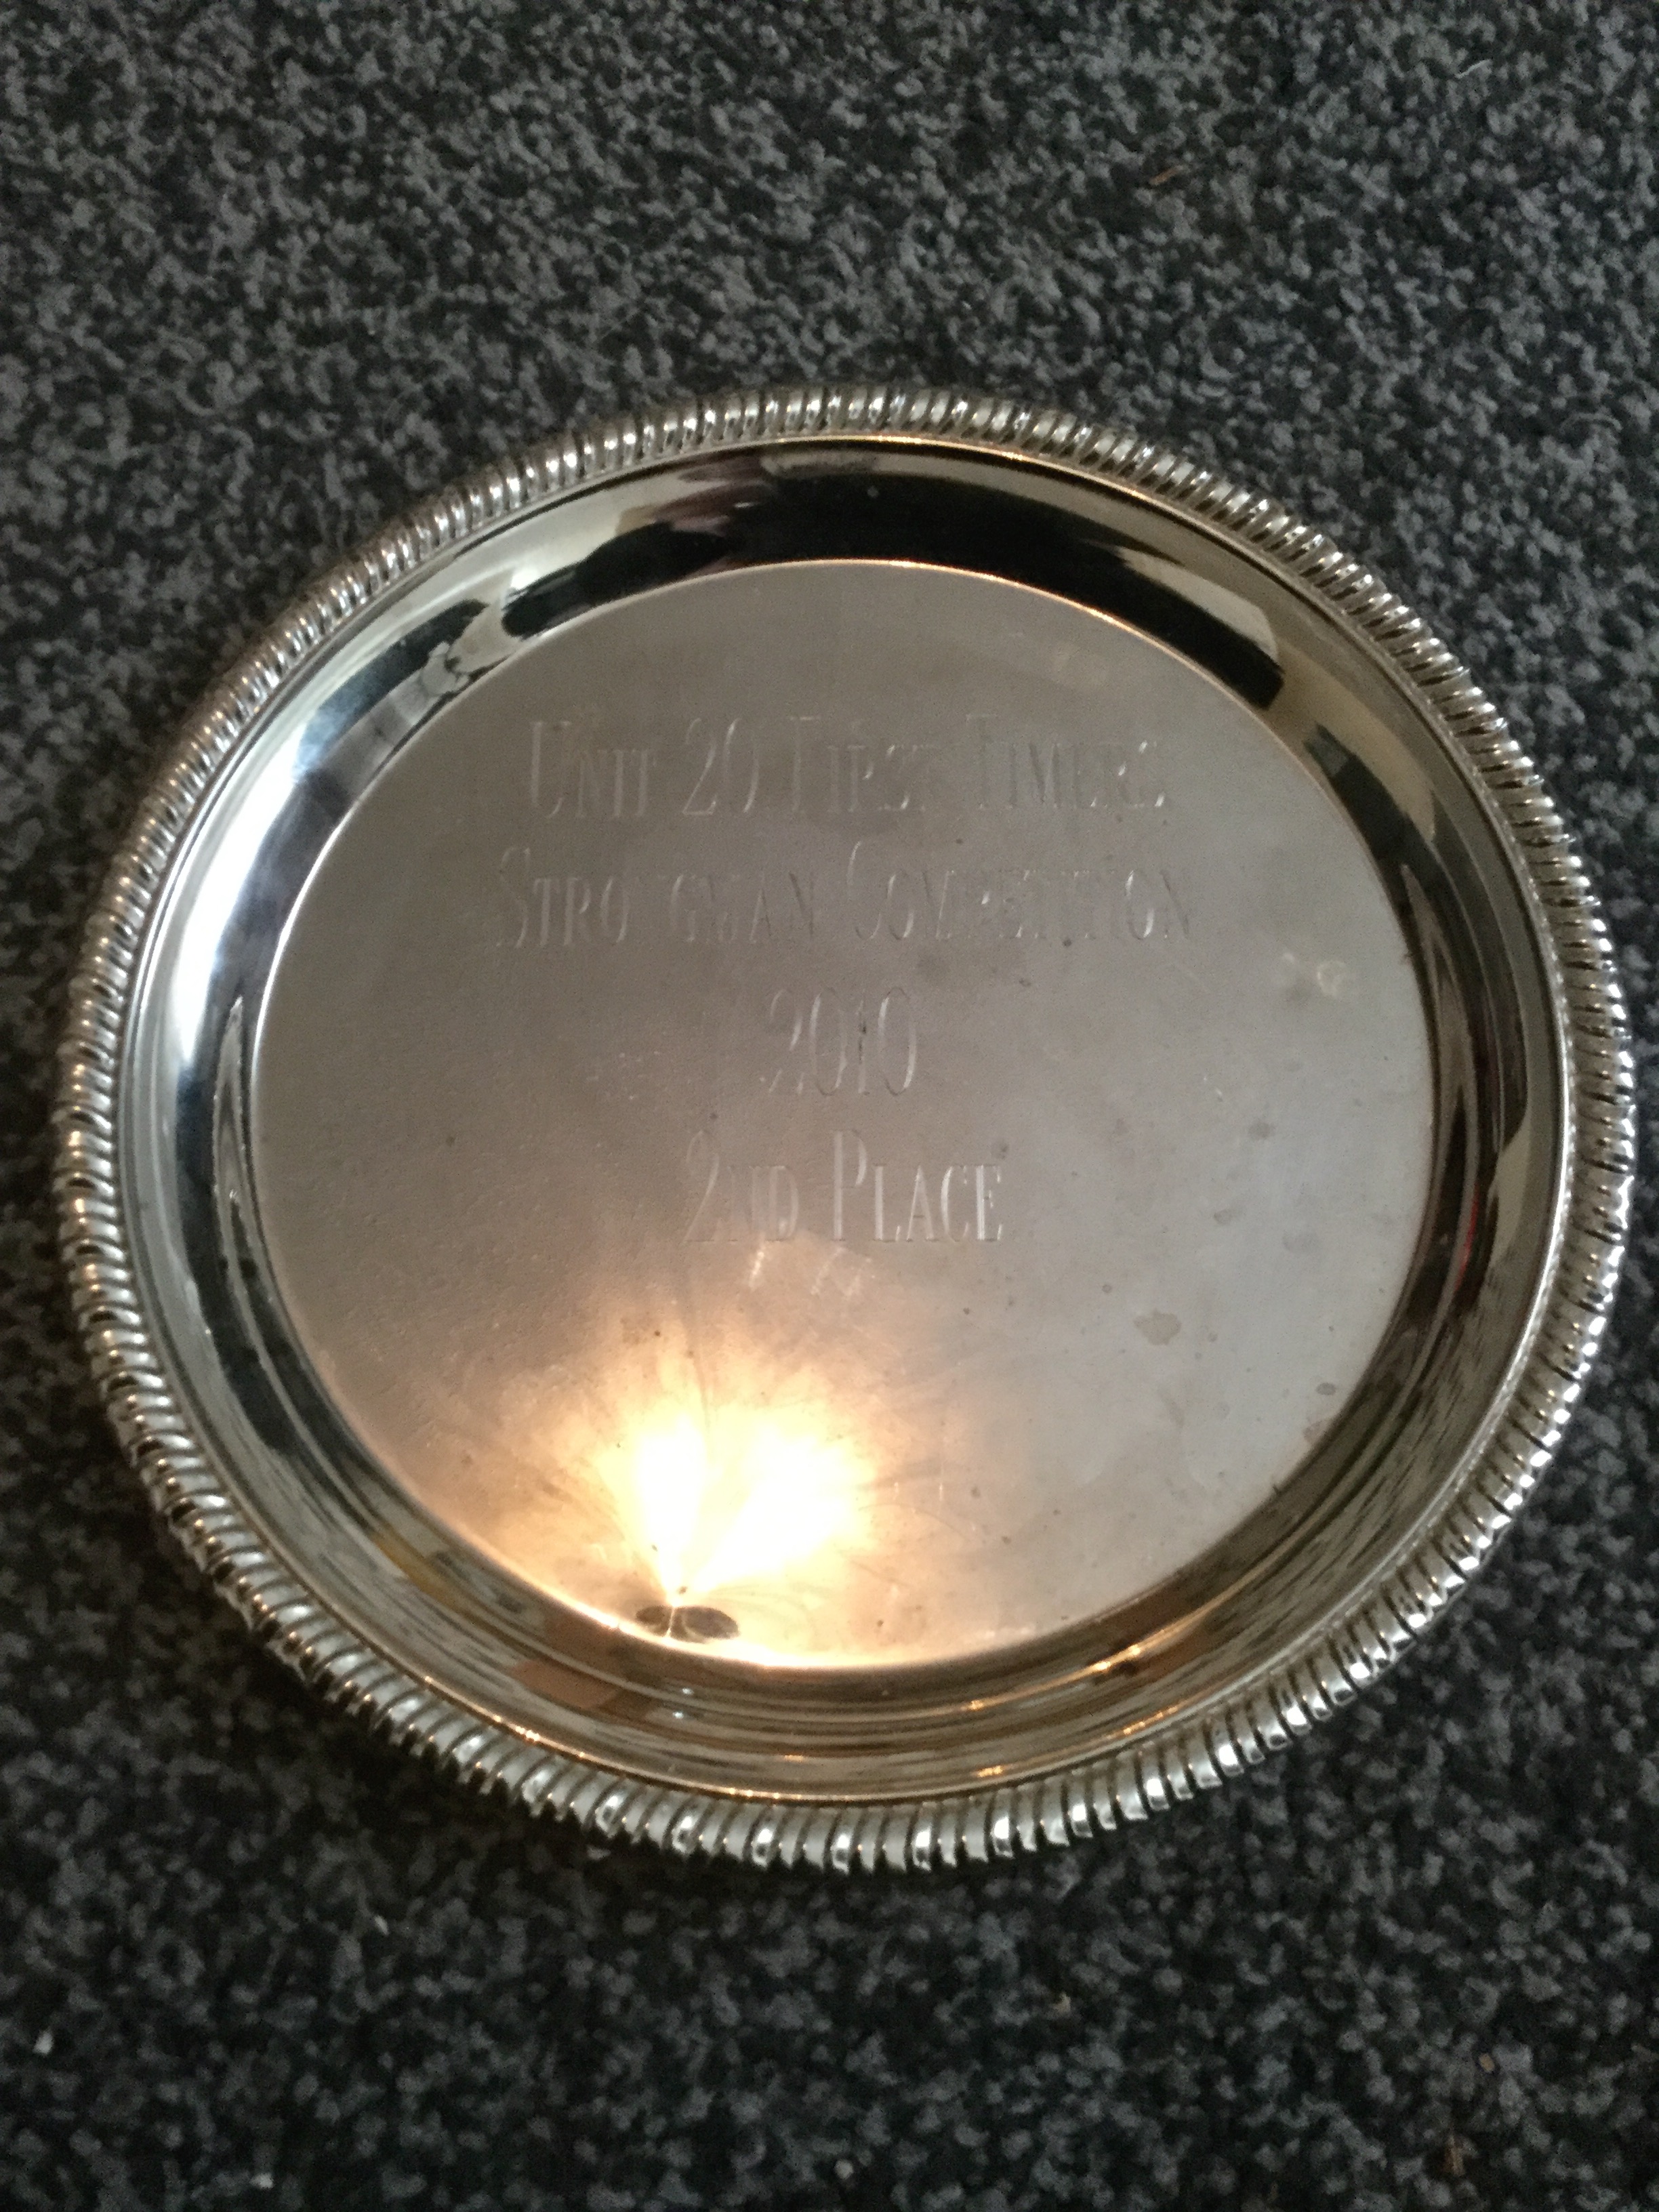 Unit 20 First Timers
Strongman Competition
2010
2nd Place